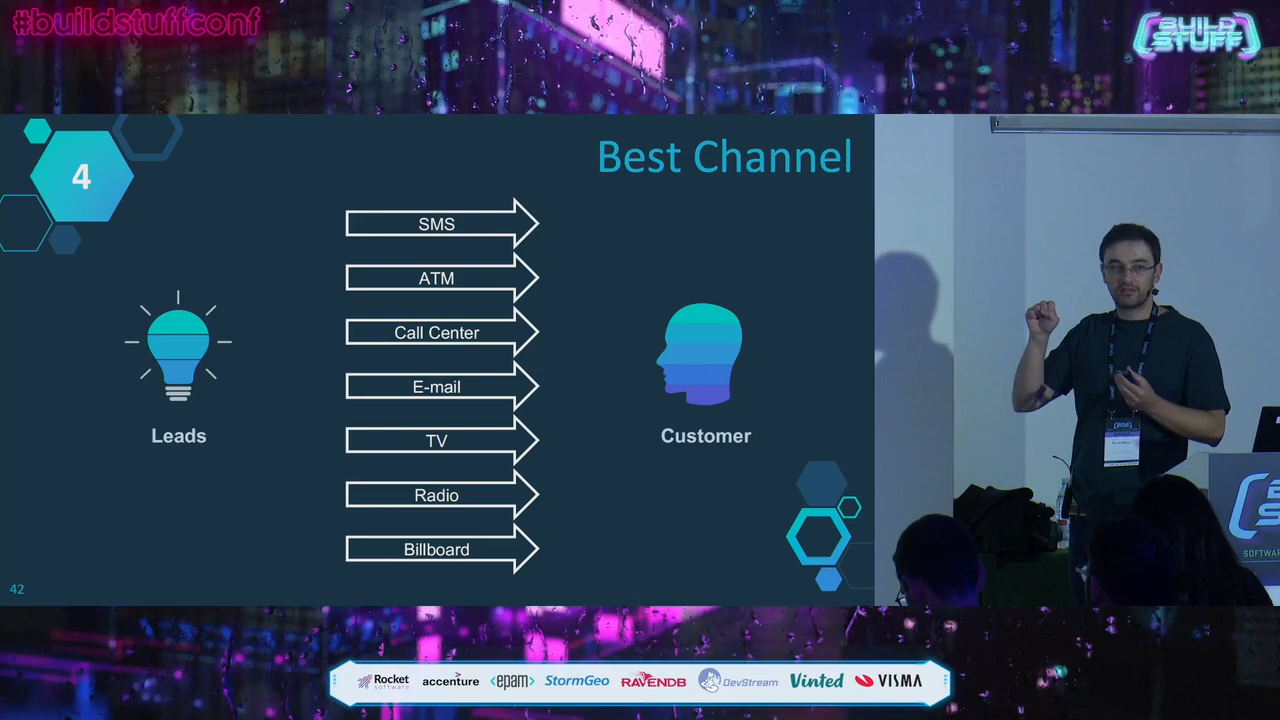 #buildstuffconf
BUILD
STUFF
4
Best Channel
SMS
ATM
Call Center
E-mail
TV
Radio
Billboard
Leads
Customer
42
SOFTWAR
Rocket
software
accenture
<epam>
StormGeo
RAVENDB
DevStream
Vinted
VISMA